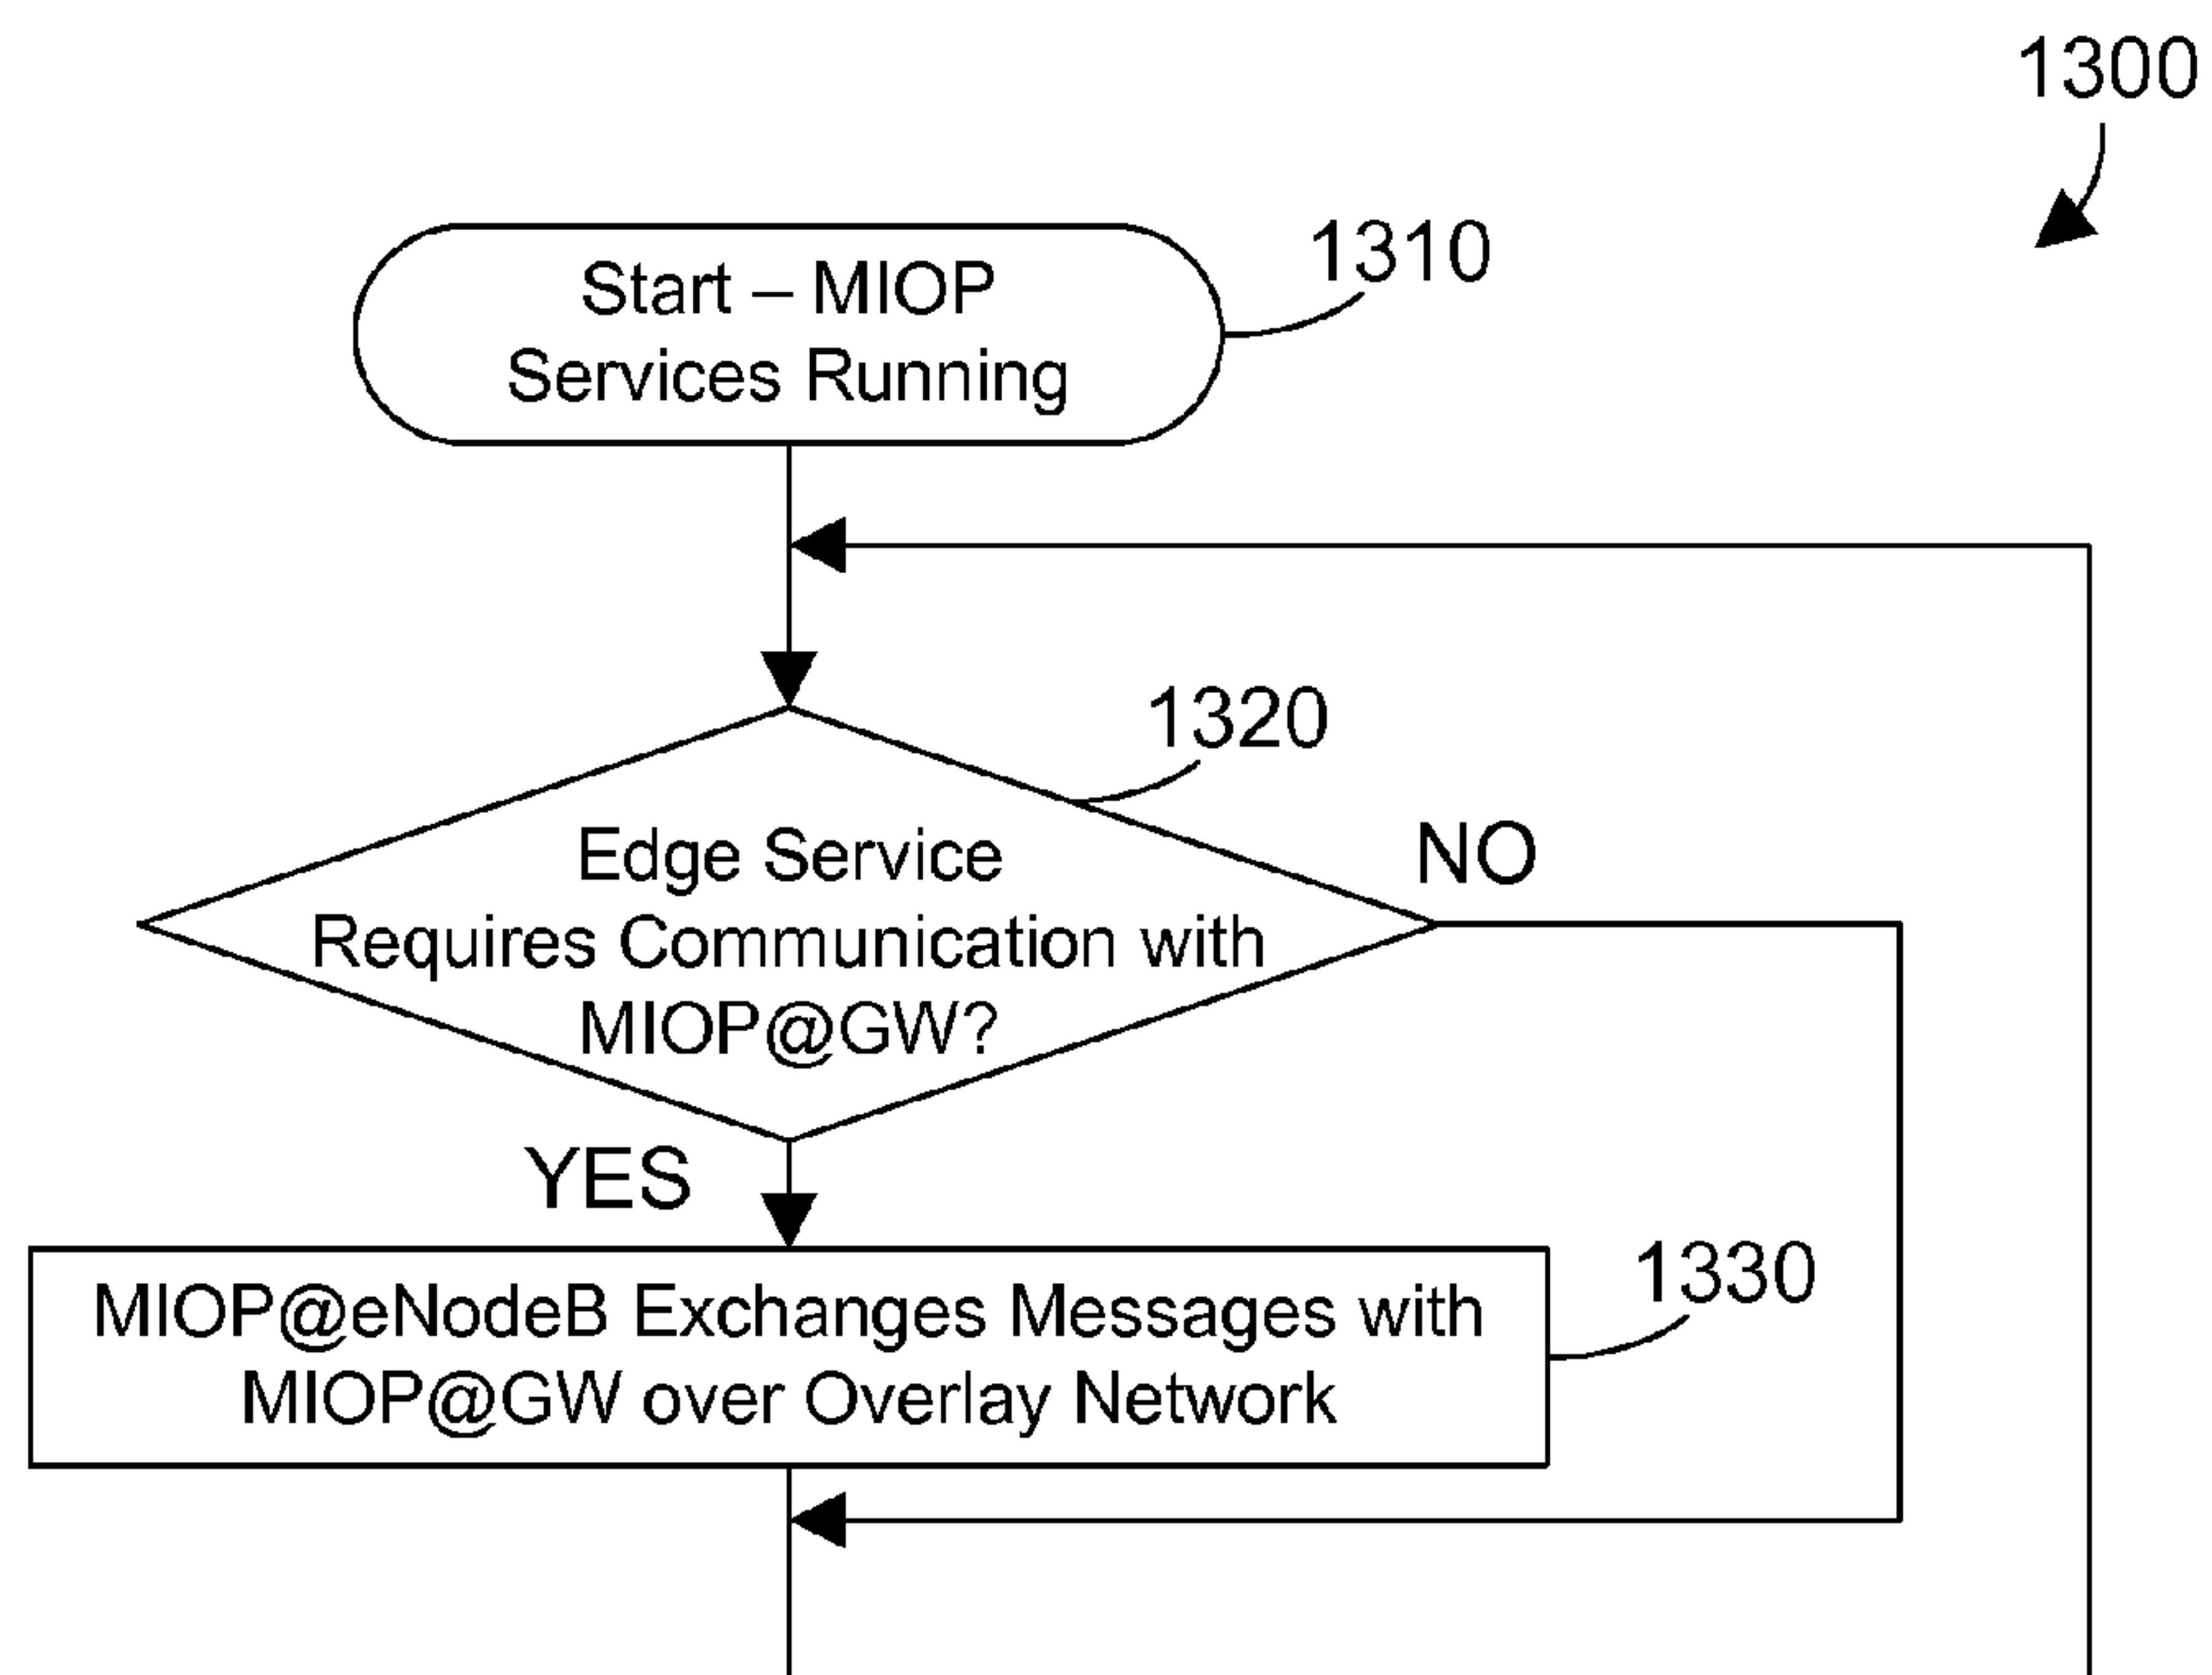 1300
Start – MIOP
Services Running
1310
1320
Edge Service
Requires Communication with
MIOP@GW?
NO
YES
MIOP@eNodeB Exchanges Messages with
MIOP@GW over Overlay Network
1330